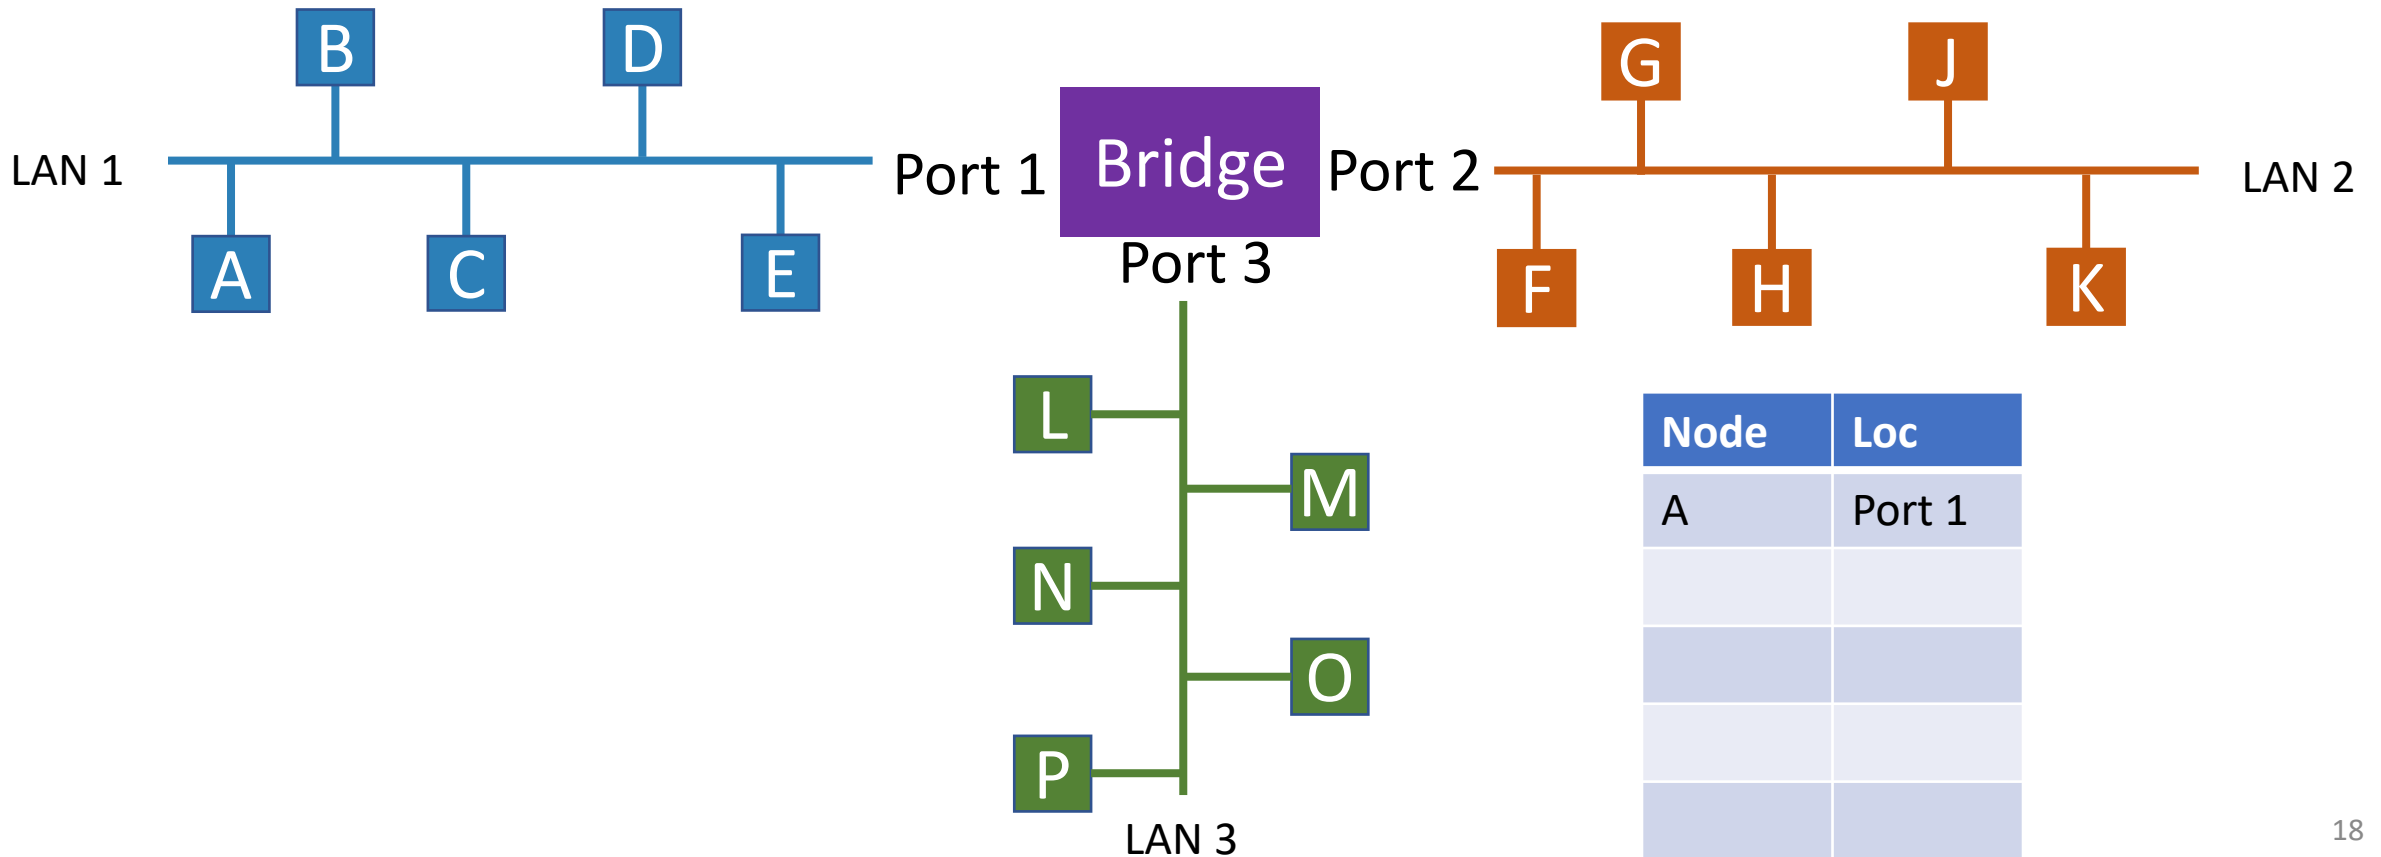 B
D
G
J
LAN 1
Port 1
Bridge
Port 2
LAN 2
A
C
E
Port 3
F
H
K
L
M
N
O
P
LAN 3
Node Loc
A Port 1
18